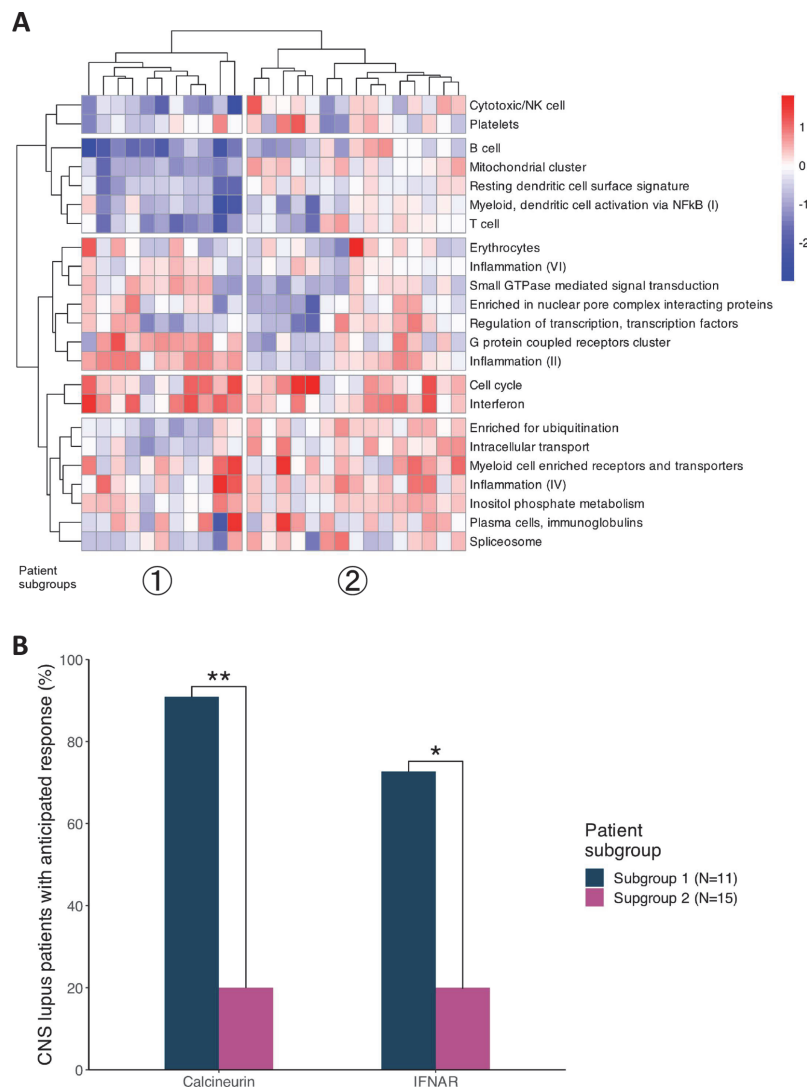 A
Cytotoxic/NK cell
Platelets
B cell
Mitochondrial cluster
Resting dendritic cell surface signature
Myeloid, dendritic cell activation via NFkB (I)
T cell
Erythrocytes
Inflammation (VI)
Small GTPase mediated signal transduction
Enriched in nuclear pore complex interacting proteins
Regulation of transcription, transcription factors
G protein coupled receptors cluster
Inflammation (II)
Cell cycle
Interferon
Enriched for ubiquitination
Intracellular transport
Myeloid cell enriched receptors and transporters
Inflammation (IV)
Inositol phosphate metabolism
Plasma cells, immunoglobulins
Spliceosome
1
0
-1
-2
Patient
subgroups
①
②
B
CNS lupus patients with anticipated response (%)
100
80
60
40
20
0
**
*
Calcineurin
IFNAR
Patient
subgroup
Subgroup 1 (N=11)
Supgroup 2 (N=15)